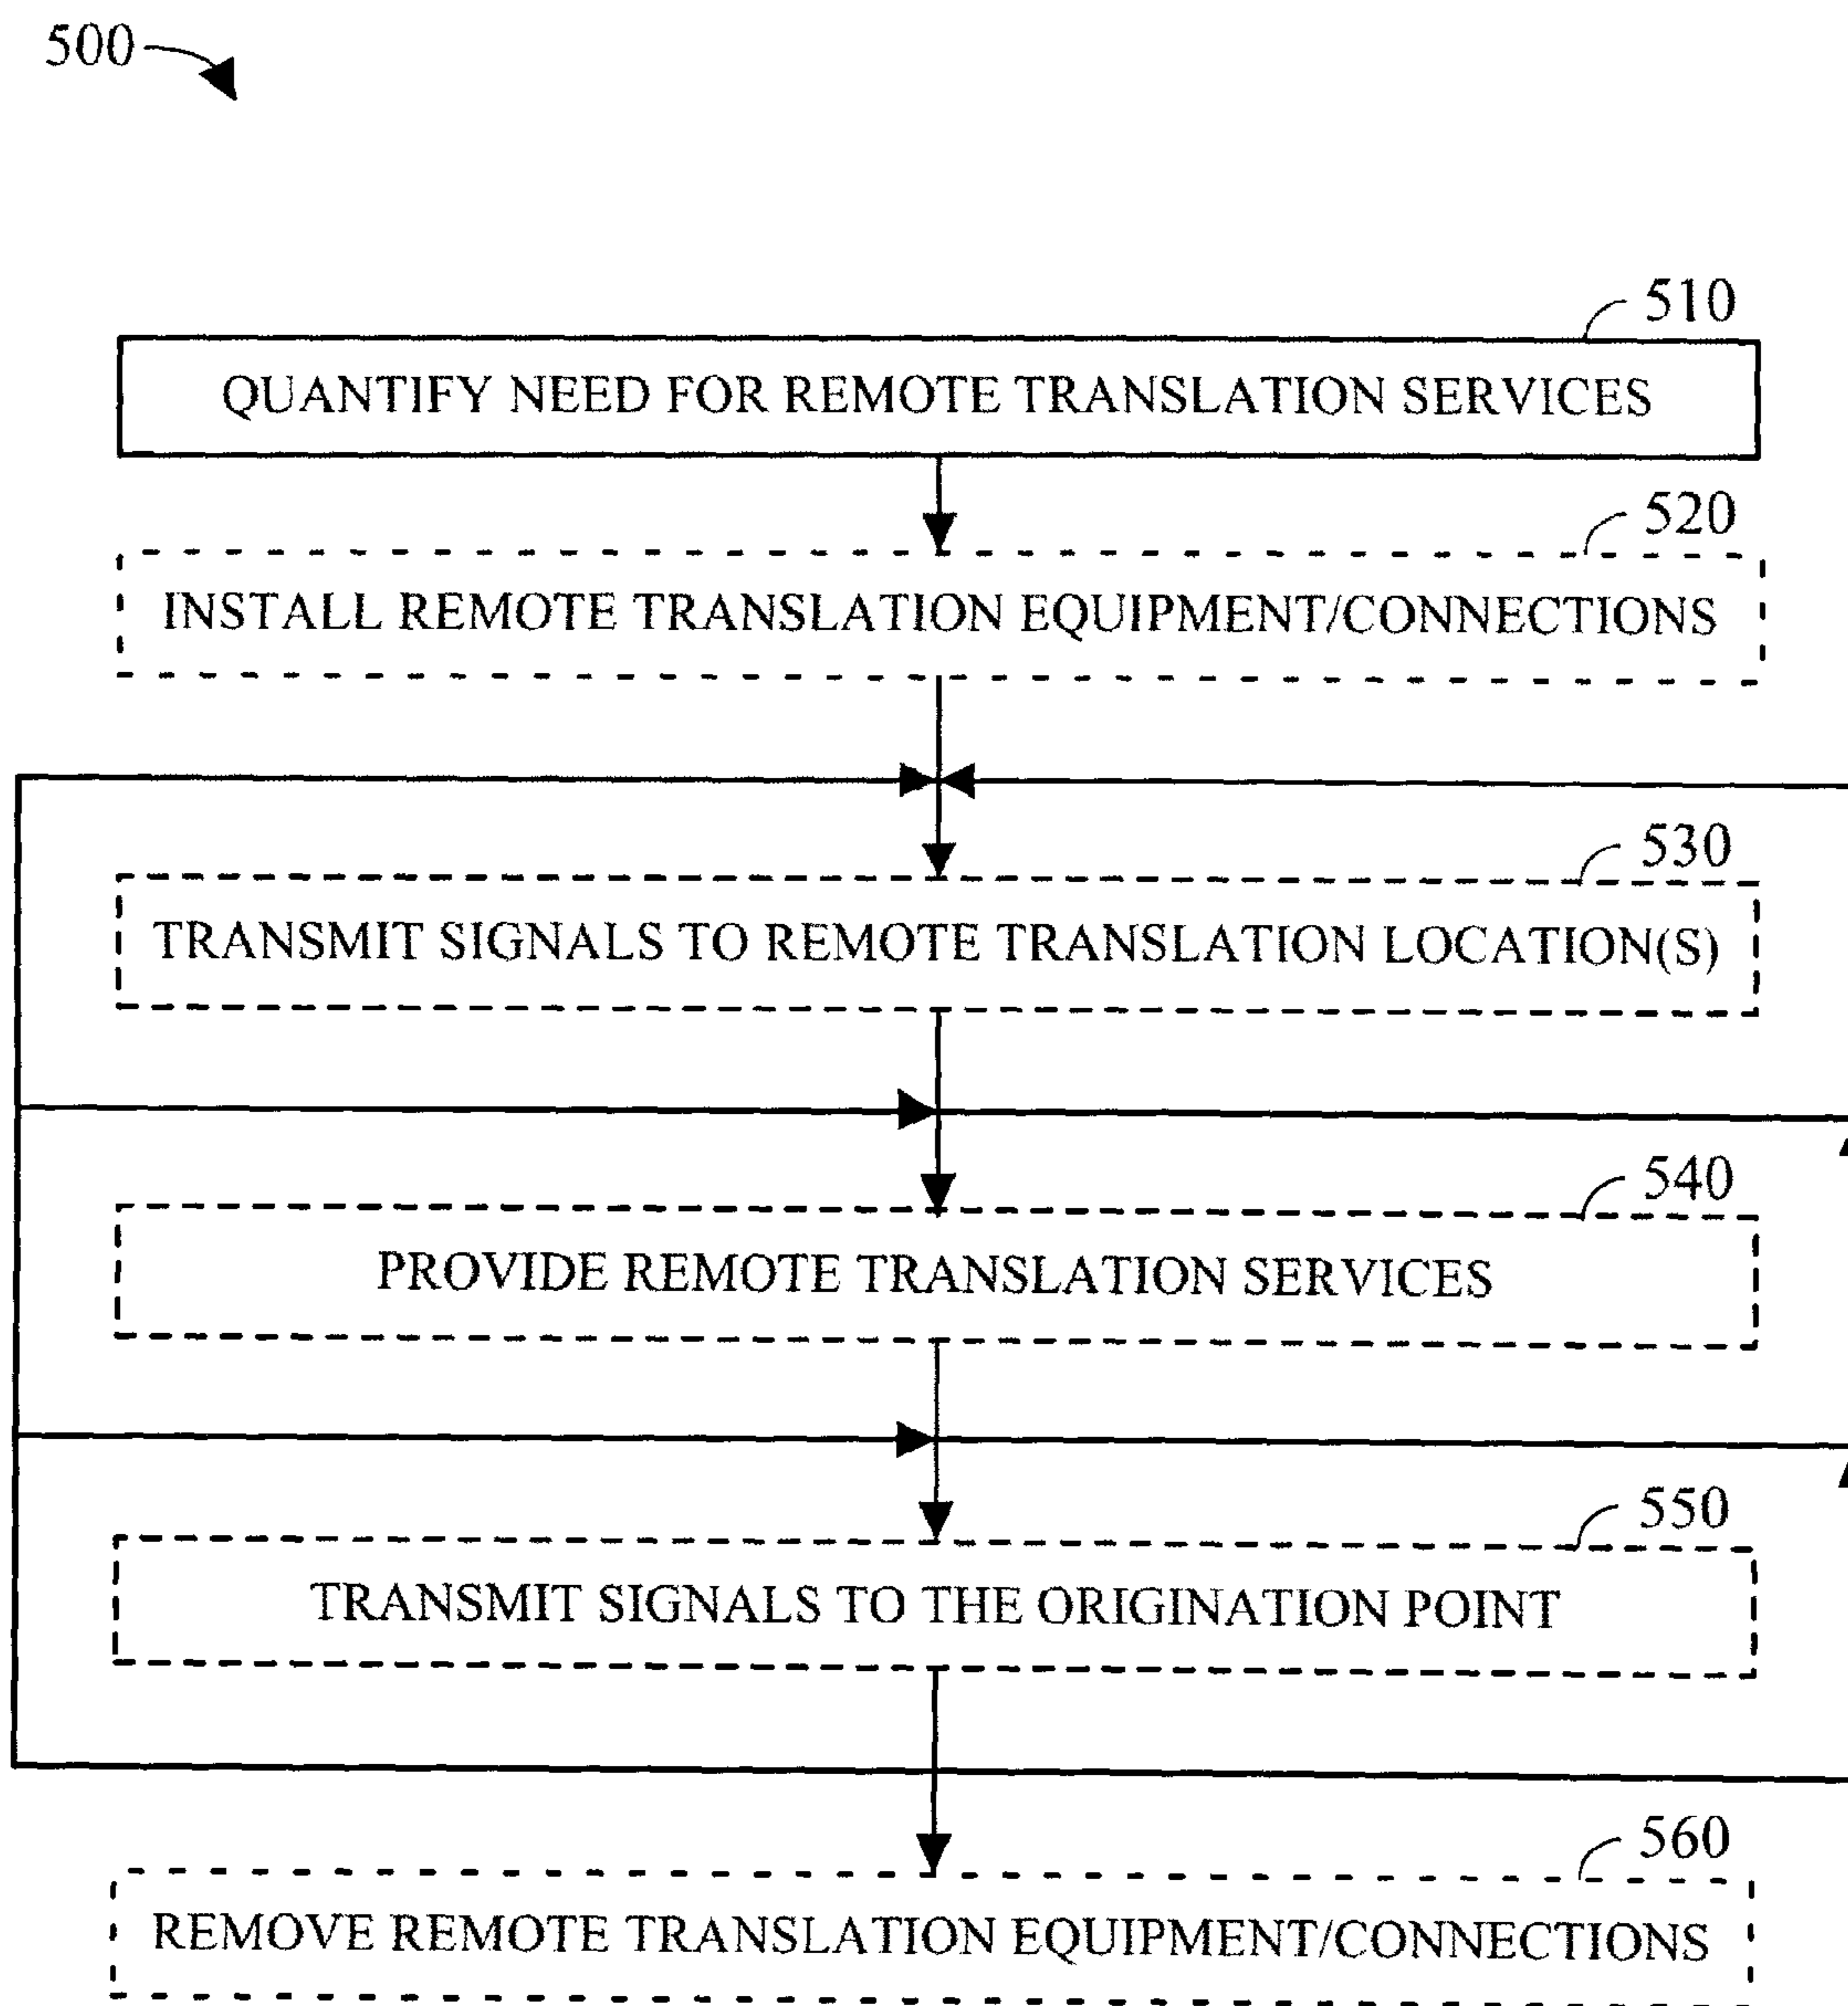 500
510
QUANTIFY NEED FOR REMOTE TRANSLATION SERVICES
520
INSTALL REMOTE TRANSLATION EQUIPMENT/CONNECTIONS
530
TRANSMIT SIGNALS TO REMOTE TRANSLATION LOCATION(S)
540
PROVIDE REMOTE TRANSLATION SERVICES
550
TRANSMIT SIGNALS TO THE ORIGINATION POINT
560
REMOVE REMOTE TRANSLATION EQUIPMENT/CONNECTIONS